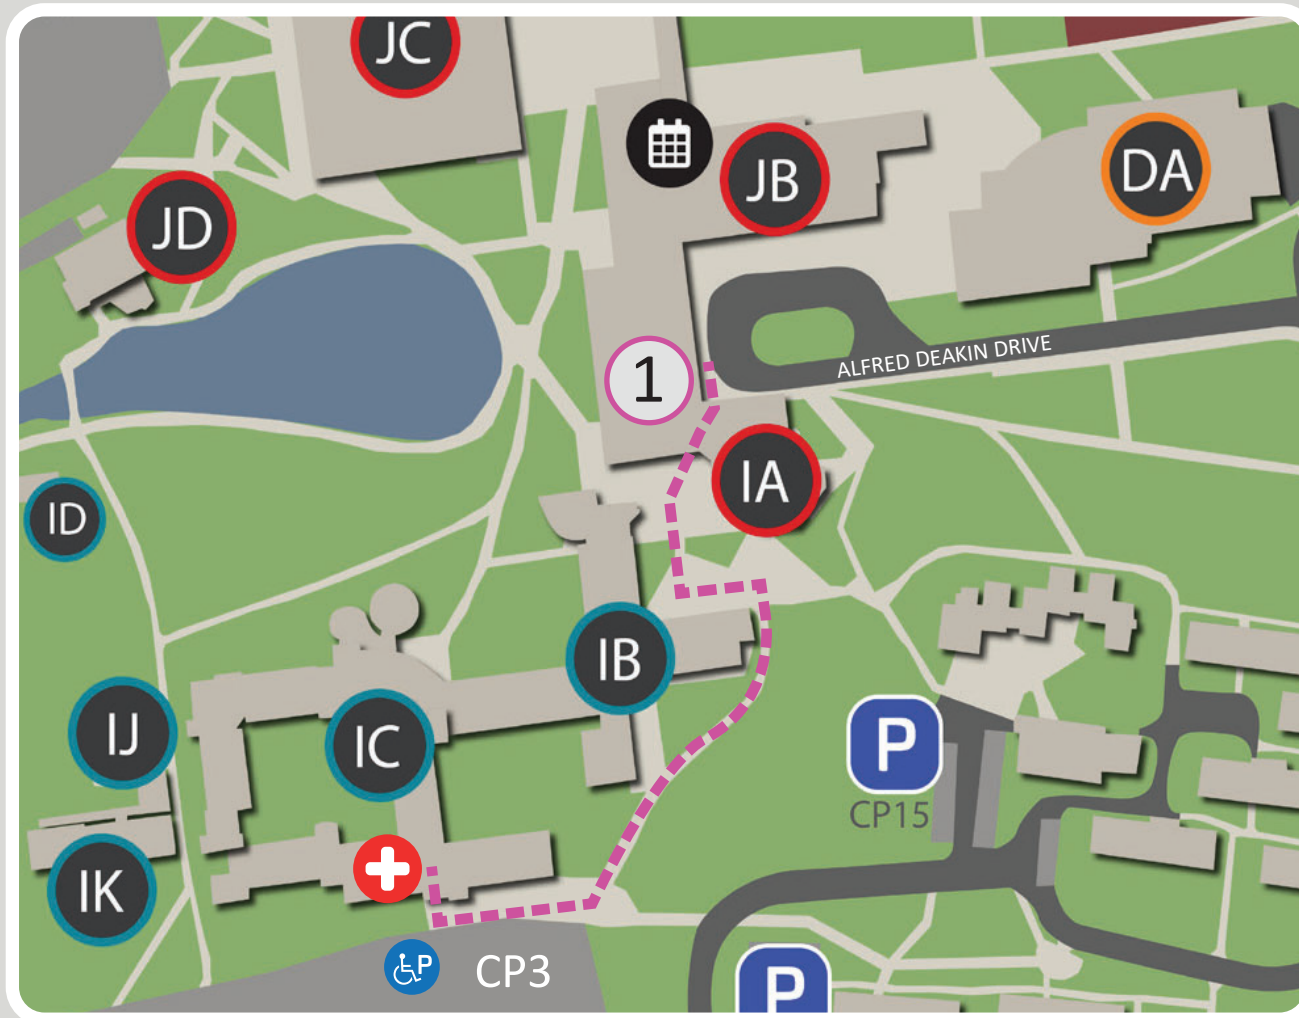 JC
JB
DA
JD
ALFRED DEAKIN DRIVE
1
IA
ID
IB
IJ
IC
P
CP15
IK
P
CP3
P